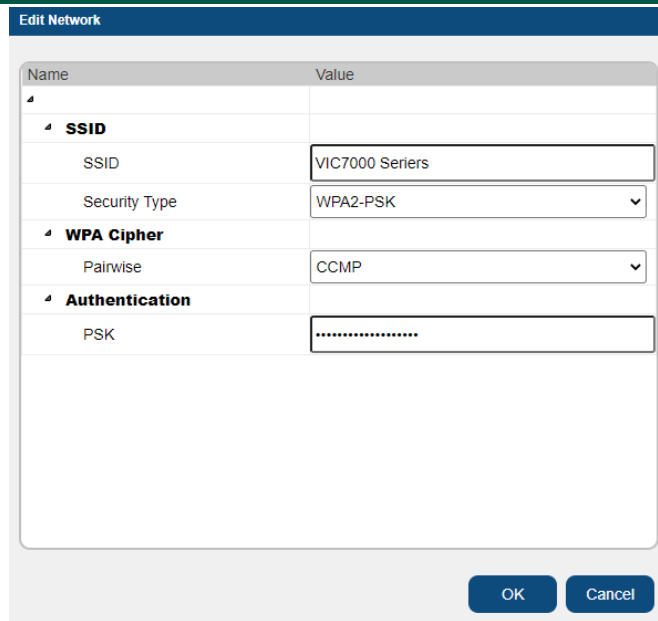 Edit Network
Name Value
SSID
SSID VIC7000 Seriers
Security Type WPA2-PSK
WPA Cipher
Pairwise CCMP
Authentication
PSK •••••••••••••••••••
OK Cancel